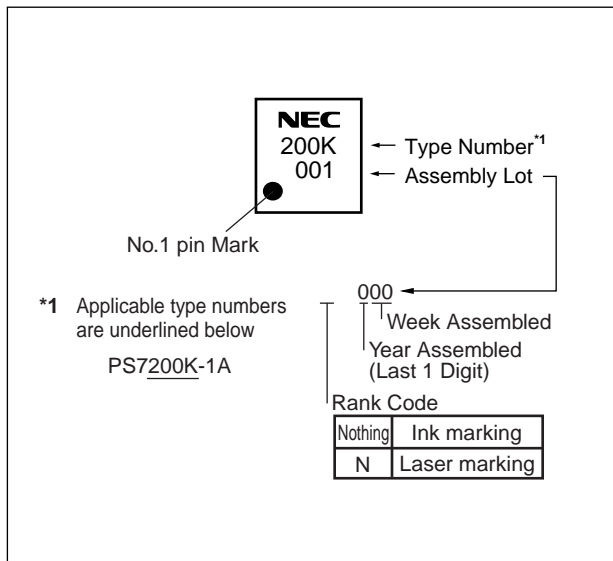 NEC
200K
001
Type Number*1
Assembly Lot
No.1 pin Mark
*1 Applicable type numbers
are underlined below
PS7200K-1A
000
Week Assembled
Year Assembled
(Last 1 Digit)
Rank Code
Nothing Ink marking
N Laser marking